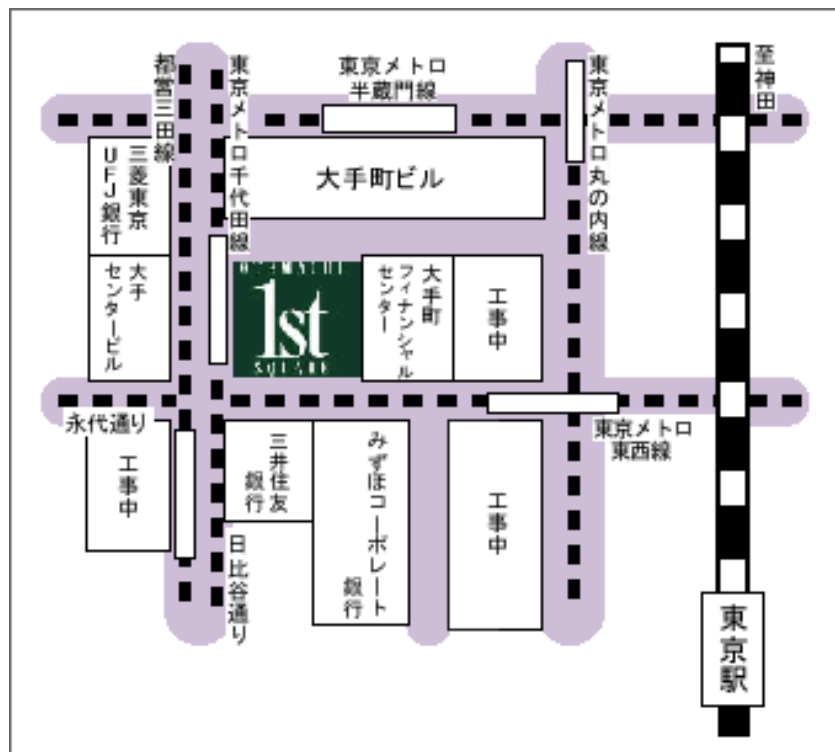 都営三田線
東京メトロ千代田線
東京メトロ
半蔵門線
東京メトロ丸の内線
至神田
三菱東京
UFJ銀行
大手町ビル
大手
センタービル
OTEMACHI
1st
SQUARE
大手町
フィナンシャル
センター
工事中
永代通り
東京メトロ
東西線
工事中
三井住友
銀行
みずほコーポレート
銀行
工事中
日比谷通り
東京駅